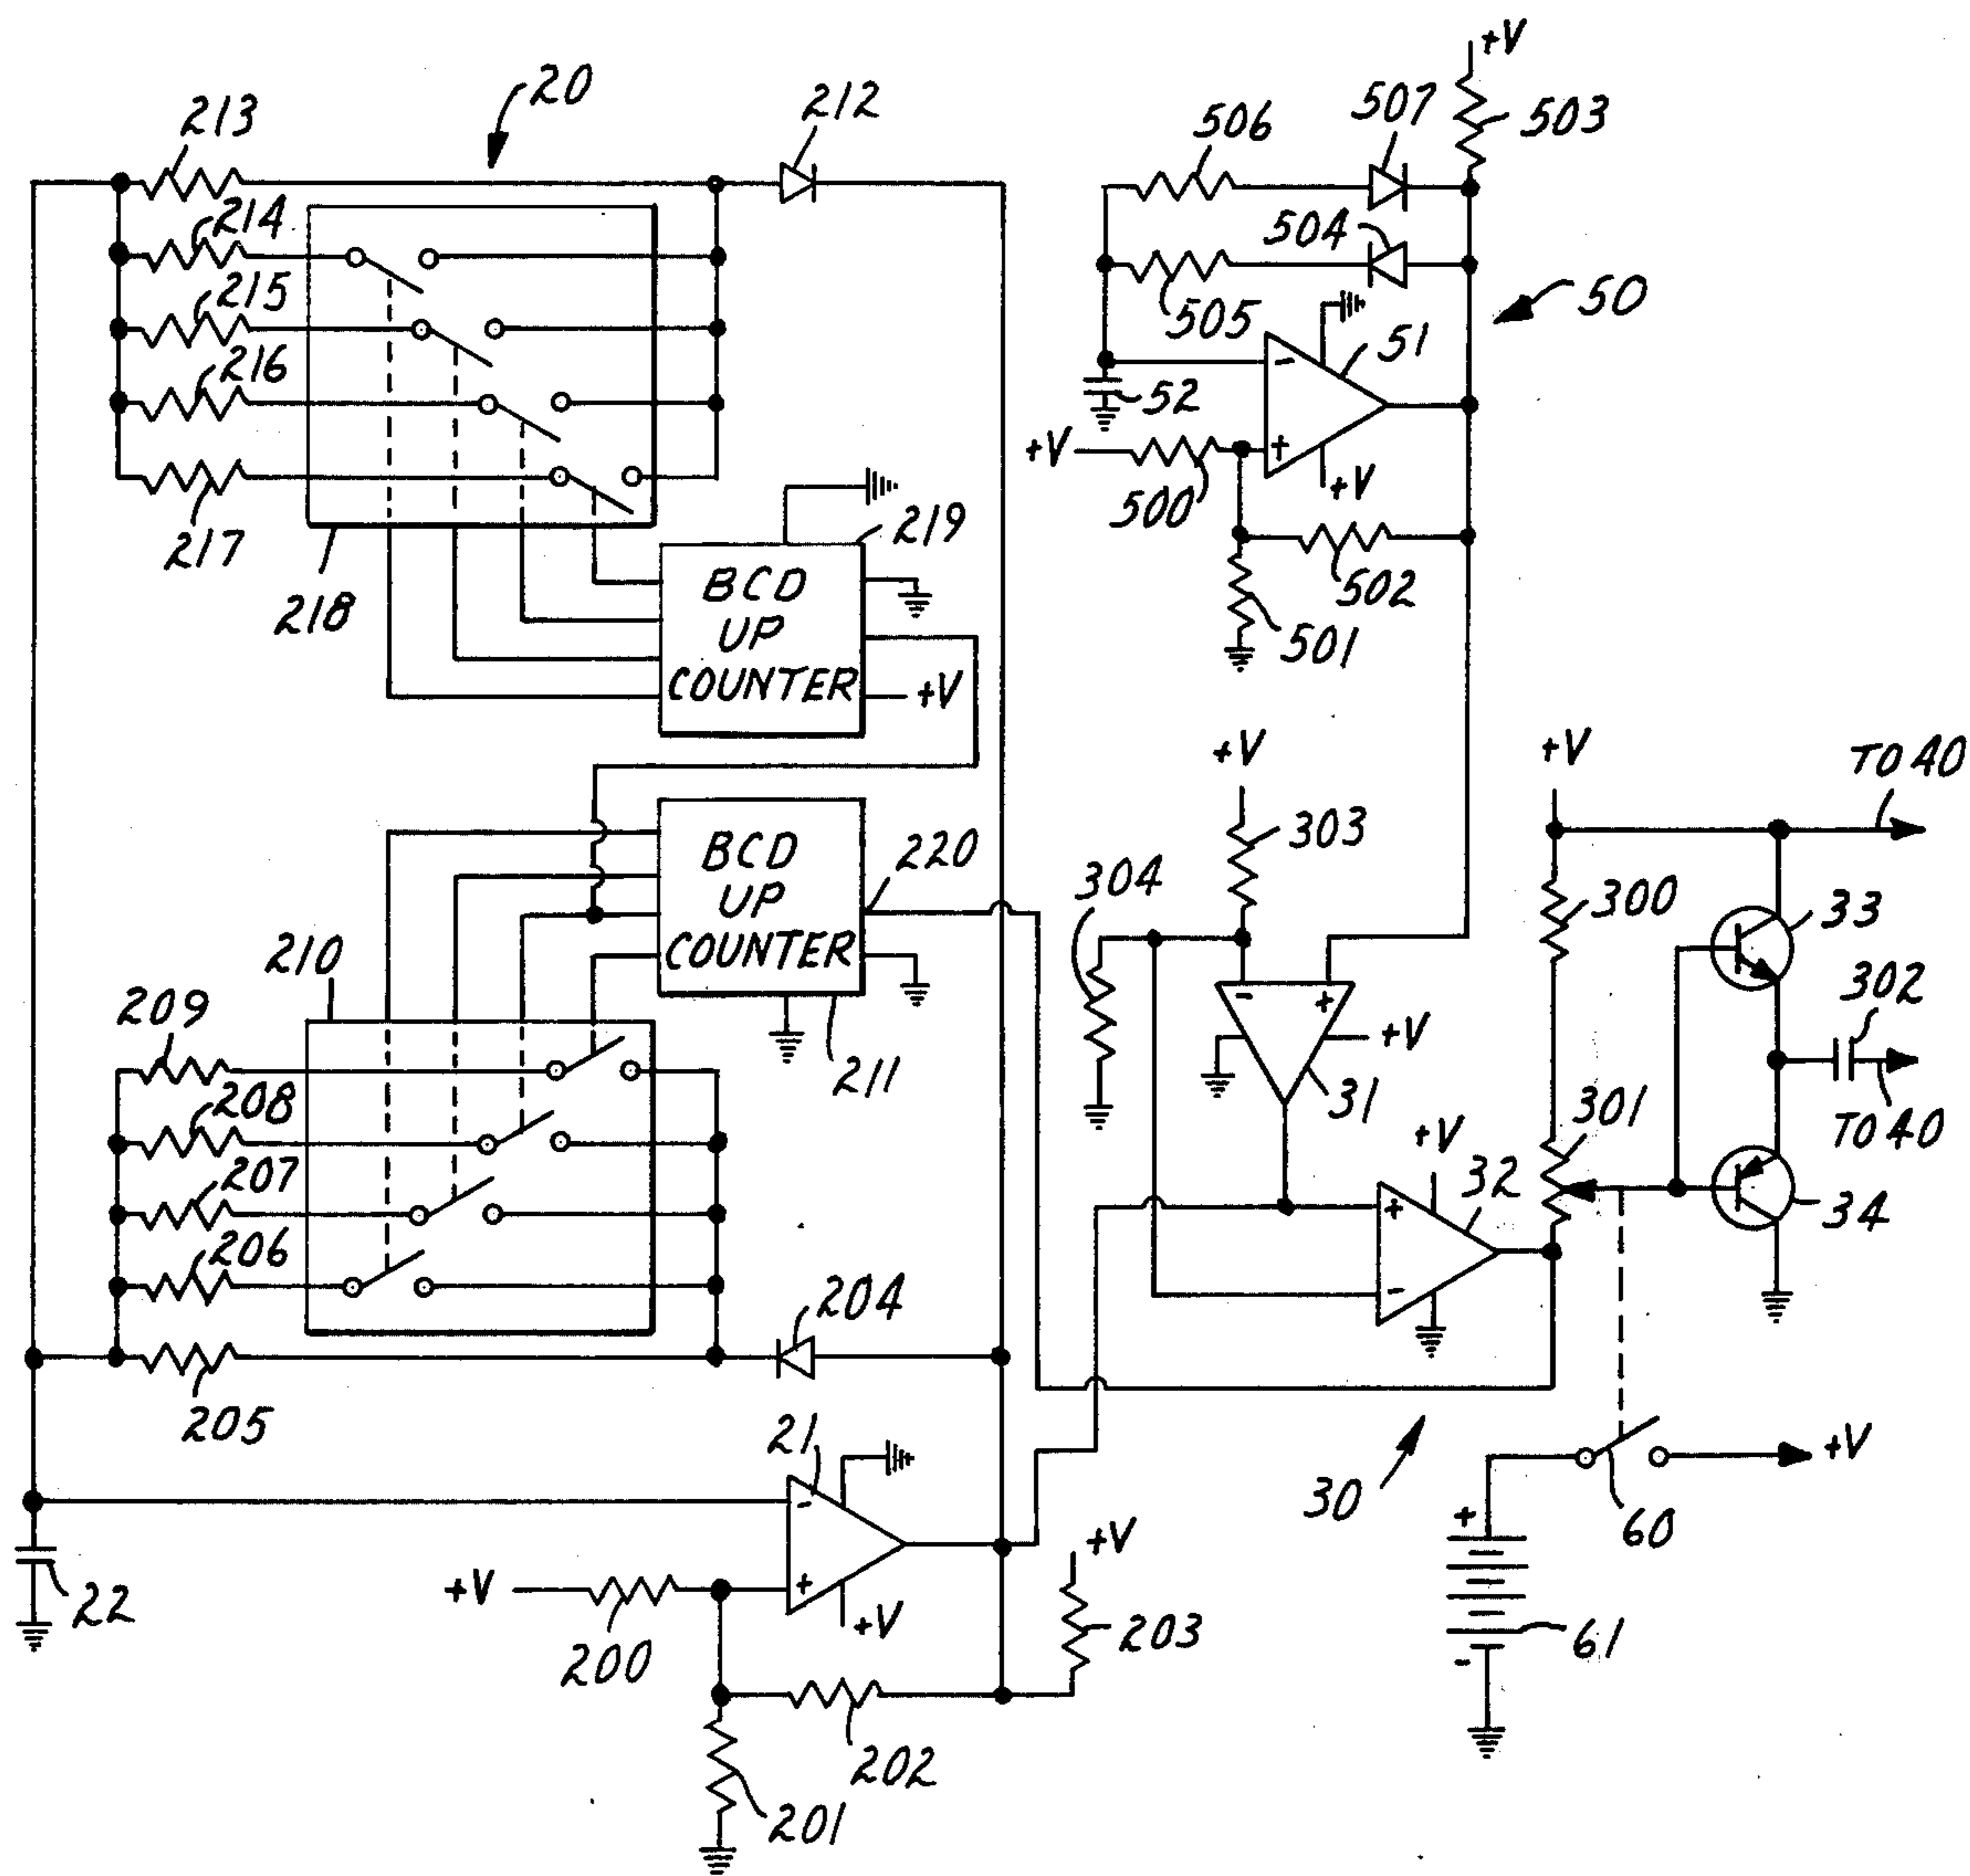 +V
20
212
507
213
506
503
214
504
50
215
505
51
-
216
52
+V
+
+V
500
217
219
BCD
UP
COUNTER
502
218
501
+V
+V
+V
TO 40
303
BCD
UP
COUNTER
220
304
300
33
210
302
209
-
+
+V
208
211
31
301
TO 40
+V
32
207
+
34
206
204
-
205
21
+V
30
-
+
60
+V
22
+V
+
+V
203
200
61
-
202
201